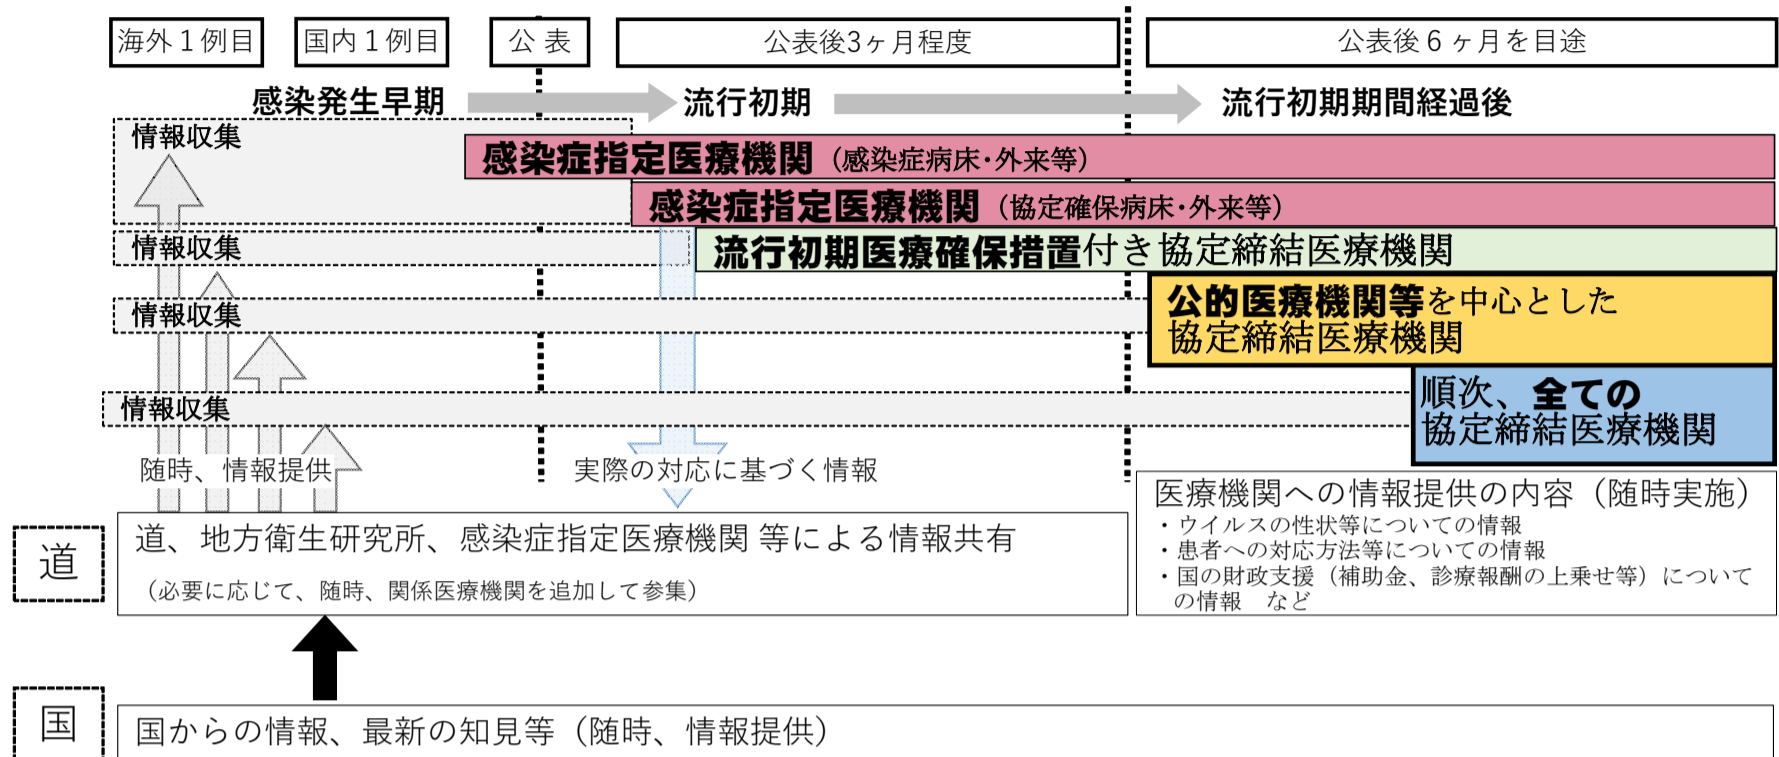 海外１例目
国内１例目
公 表
公表後3ヶ月程度
公表後６ヶ月を目途
感染発生早期
流行初期
流行初期期間経過後
情報収集
感染症指定医療機関（感染症病床・外来等）
感染症指定医療機関（協定確保病床・外来等）
情報収集
流行初期医療確保措置付き協定締結医療機関
情報収集
公的医療機関等を中心とした
協定締結医療機関
情報収集
順次、全ての
協定締結医療機関
随時、情報提供
実際の対応に基づく情報
医療機関への情報提供の内容（随時実施）
・ウイルスの性状等についての情報
・患者への対応方法等についての情報
・国の財政支援（補助金、診療報酬の上乗せ等）について
の情報　など
道
道、地方衛生研究所、感染症指定医療機関 等による情報共有
（必要に応じて、随時、関係医療機関を追加して参集）
国
国からの情報、最新の知見等（随時、情報提供）